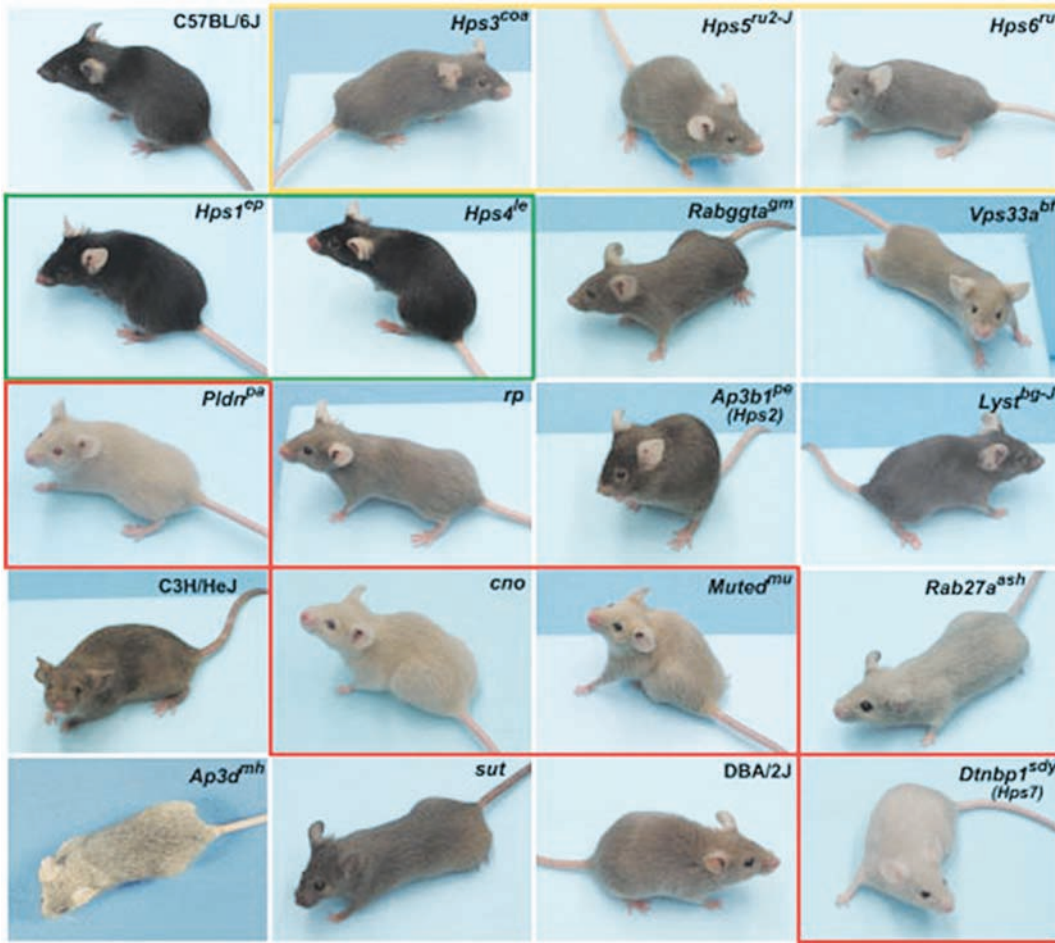 C57BL/6J
Hps3coa
Hps5ru2-J
Hps6ru
Hps1ep
Hps4le
Rabggtagm
Vps33abf
Pldnpa
rp
Ap3b1pe
(Hps2)
Lystbg-J
C3H/HeJ
cno
Mutedmu
Rab27aash
Ap3dmh
sut
DBA/2J
Dtnbp1sdy
(Hps7)